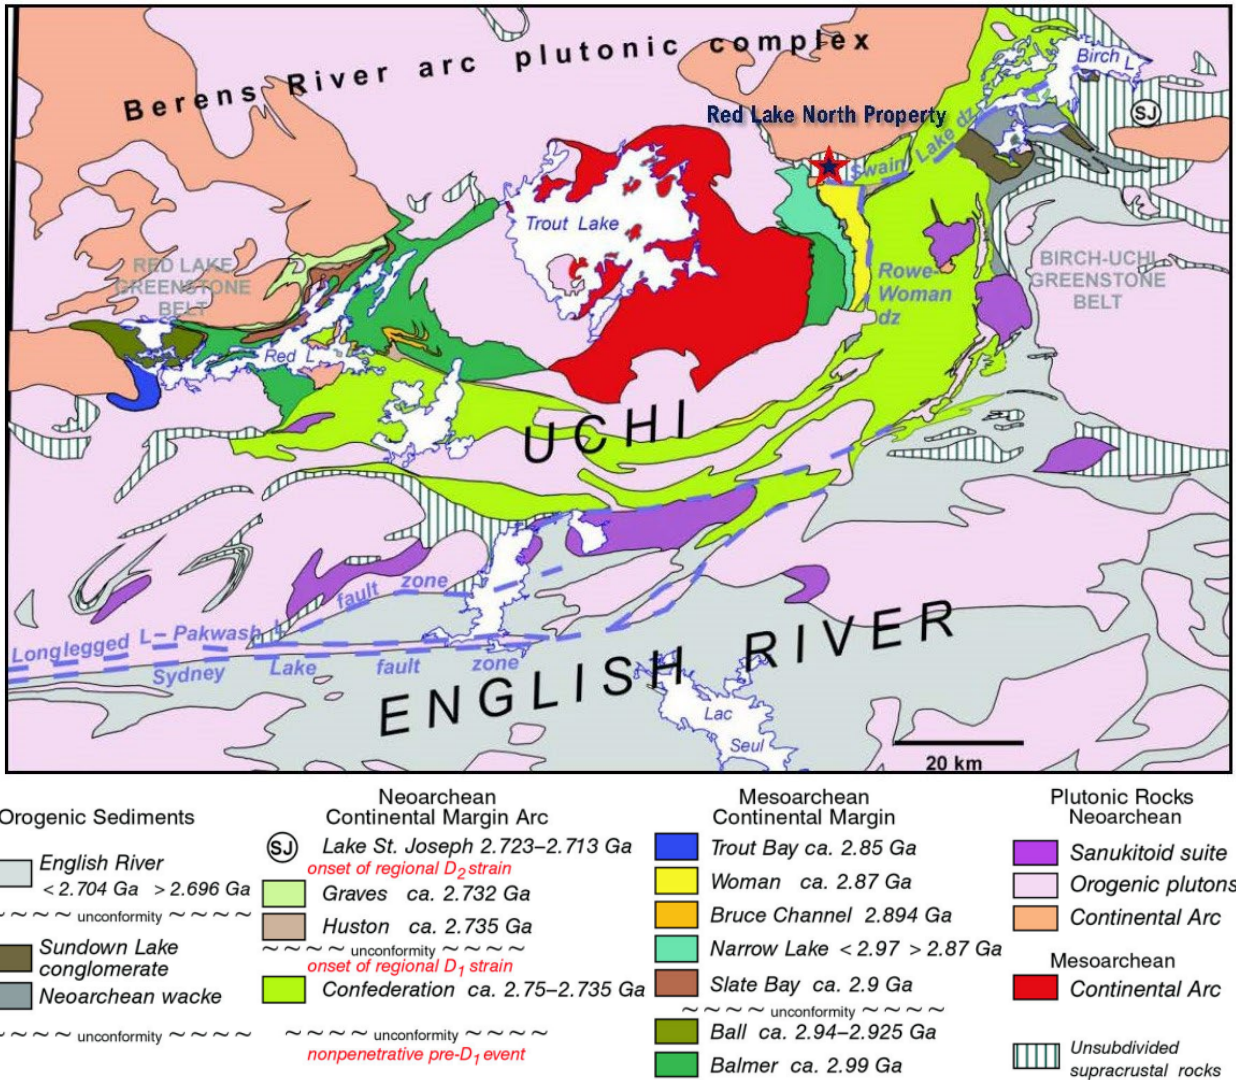 Berens River arc plutonic complex
Birch L
SJ
Red Lake North Property
Swain Lake dz
Trout Lake
RED LAKE
GREENSTONE
BELT
BIRCH-UCHI
GREENSTONE
BELT
Rowe-
Woman
dz
Red L
UCHI
fault zone
Longlegged L – Pakwash L
Sydney Lake fault zone
ENGLISH RIVER
Lac
Seul
20 km
Orogenic Sediments
English River
< 2.704 Ga > 2.696 Ga
~ ~ ~ ~ unconformity ~ ~ ~ ~
Sundown Lake
conglomerate
Neoarchean wacke
~ ~ ~ ~ unconformity ~ ~ ~ ~
Neoarchean
Continental Margin Arc
SJ Lake St. Joseph 2.723–2.713 Ga
onset of regional D2 strain
Graves ca. 2.732 Ga
Huston ca. 2.735 Ga
~ ~ ~ ~ unconformity ~ ~ ~ ~
onset of regional D1 strain
Confederation ca. 2.75–2.735 Ga
~ ~ ~ ~ unconformity ~ ~ ~ ~
nonpenetrative pre-D1 event
Mesoarchean
Continental Margin
Trout Bay ca. 2.85 Ga
Woman ca. 2.87 Ga
Bruce Channel 2.894 Ga
Narrow Lake < 2.97 > 2.87 Ga
Slate Bay ca. 2.9 Ga
~ ~ ~ ~ unconformity ~ ~ ~ ~
Ball ca. 2.94–2.925 Ga
Balmer ca. 2.99 Ga
Plutonic Rocks
Neoarchean
Sanukitoid suite
Orogenic plutons
Continental Arc
Mesoarchean
Continental Arc
Unsubdivided
supracrustal rocks